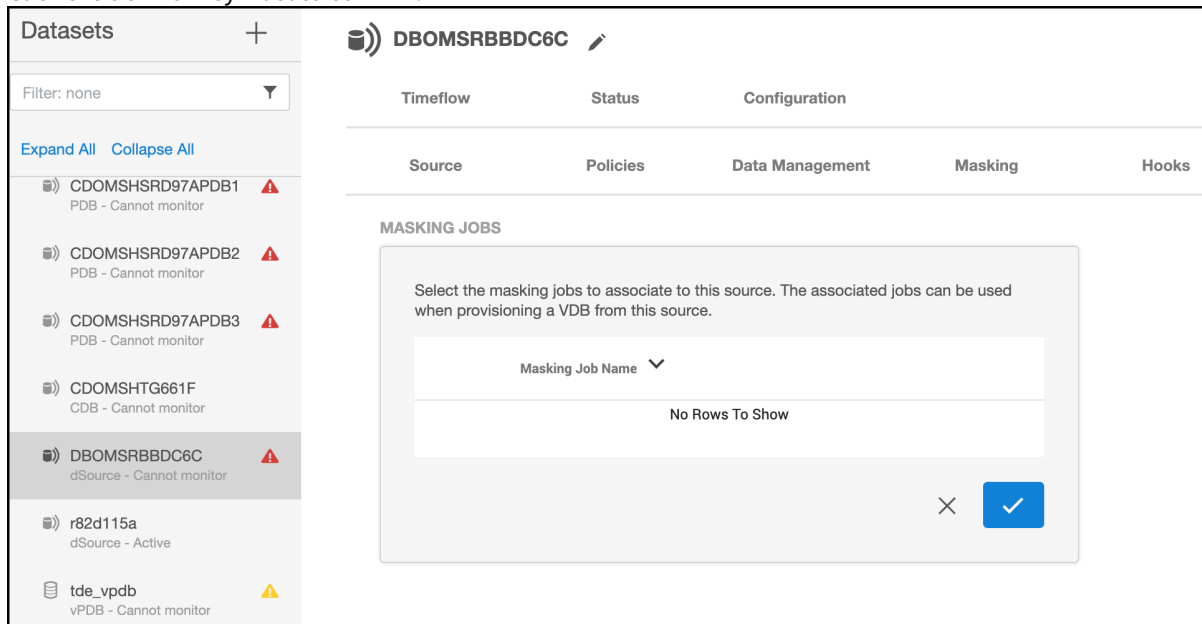 Datasets
Filter: none
Expand All Collapse All
CDOMSHSRD97APDB1
PDB - Cannot monitor
CDOMSHSRD97APDB2
PDB - Cannot monitor
CDOMSHSRD97APDB3
PDB - Cannot monitor
CDOMSHTG661F
CDB - Cannot monitor
DBOMSRBBDC6C
dSource - Cannot monitor
r82d115a
dSource - Active
tde_vpdb
vPDB - Cannot monitor
DBOMSRBBDC6C
Timeflow Status Configuration
Source Policies Data Management Masking Hooks
MASKING JOBS
Select the masking jobs to associate to this source. The associated jobs can be used
when provisioning a VDB from this source.
Masking Job Name
No Rows To Show